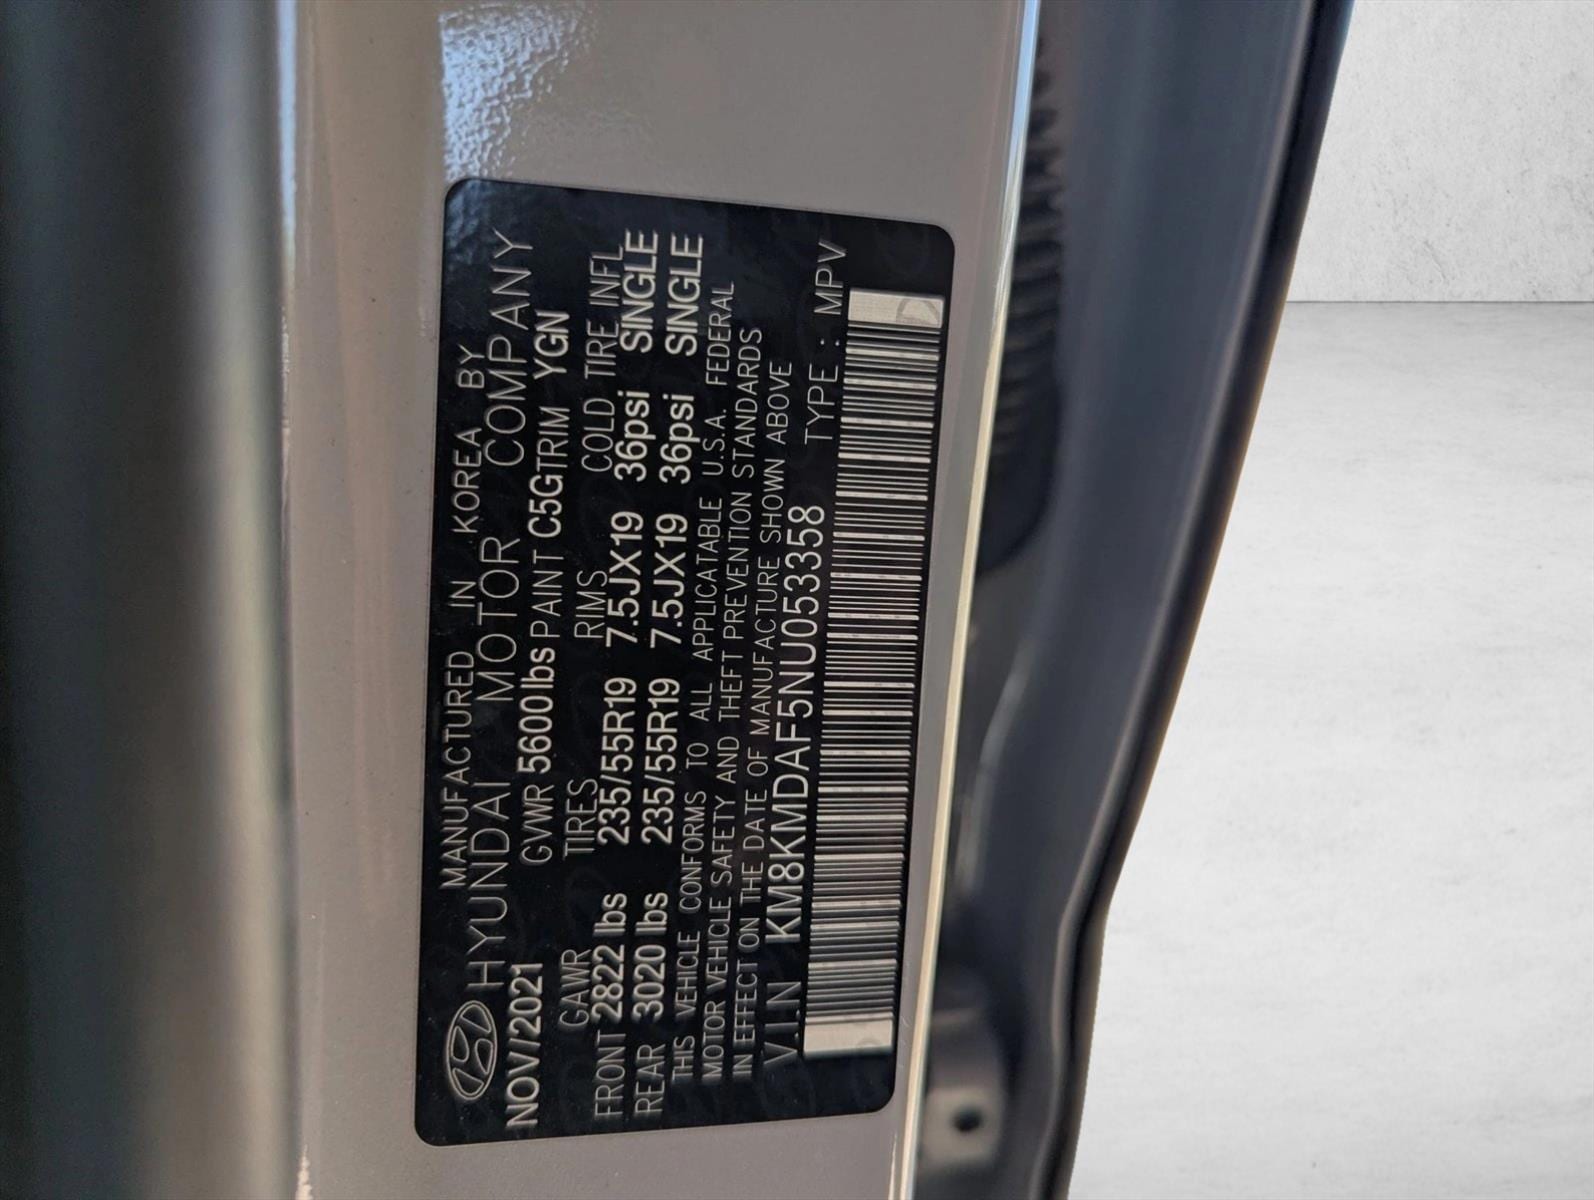 MANUFACTURED IN KOREA BY
HYUNDAI MOTOR COMPANY
NOV/2021 GVWR 5600lbs PAINT C5GTRIM YGN
GAWR TIRES RIMS COLD TIRE INFL
FRONT 2822 lbs 235/55R19 7.5JX19 36psi SINGLE
REAR 3020 lbs 235/55R19 7.5JX19 36psi SINGLE
THIS VEHICLE CONFORMS TO ALL APPLICATABLE U.S.A. FEDERAL
MOTOR VEHICLE SAFETY AND THEFT PREVENTION STANDARDS
IN EFFECT ON THE DATE OF MANUFACTURE SHOWN ABOVE
V.I.N KM8KMDAF5NU053358 TYPE : MPV